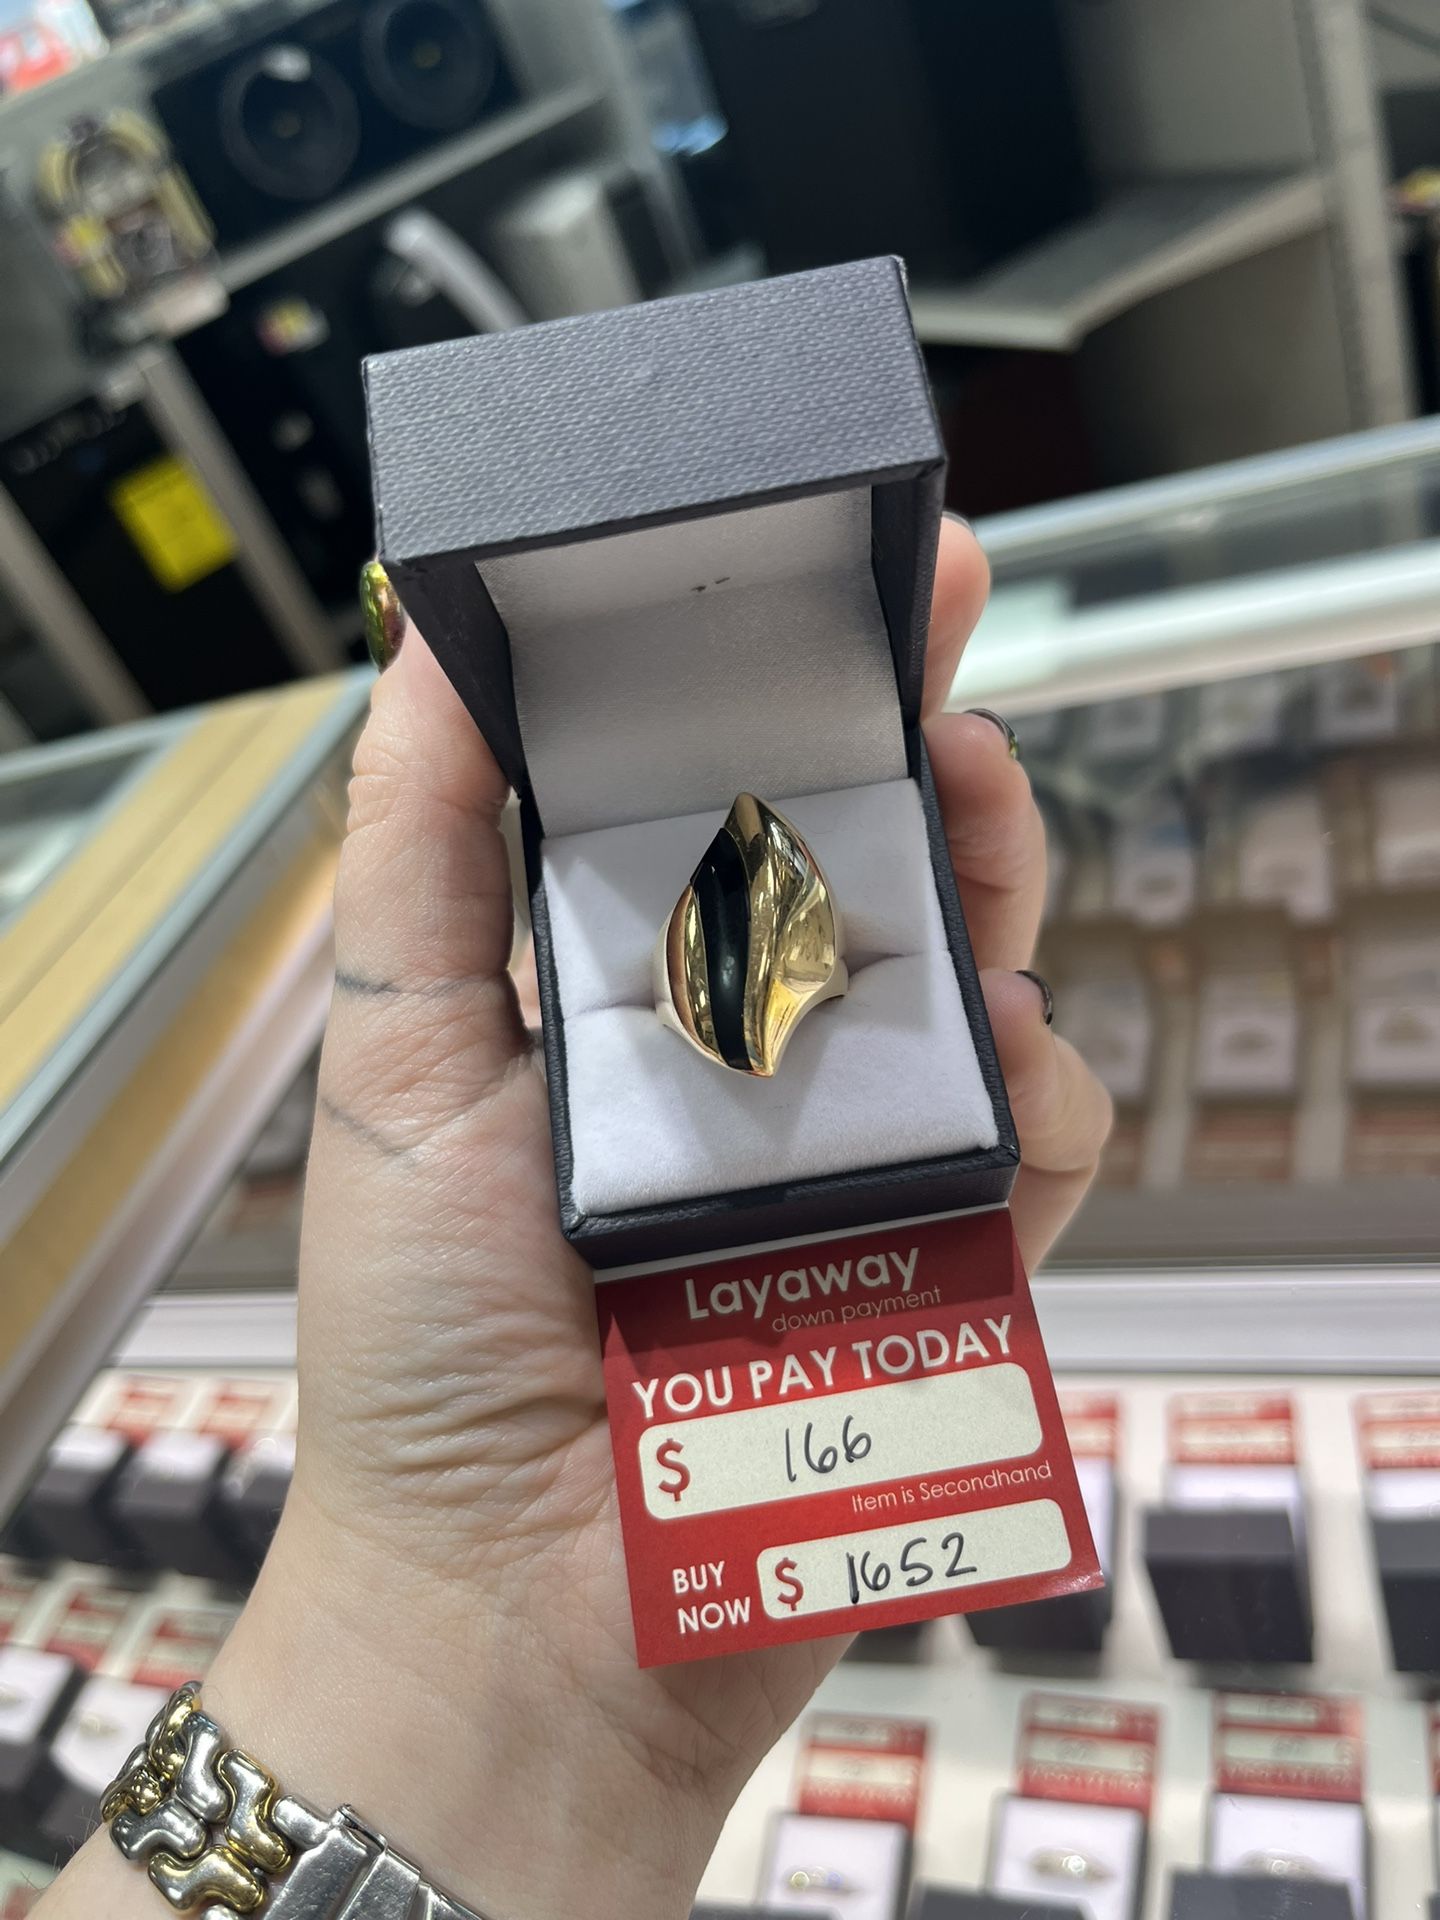 Layaway
down payment
YOU PAY TODAY
$ 166
Item is Secondhand
BUY NOW $ 1652